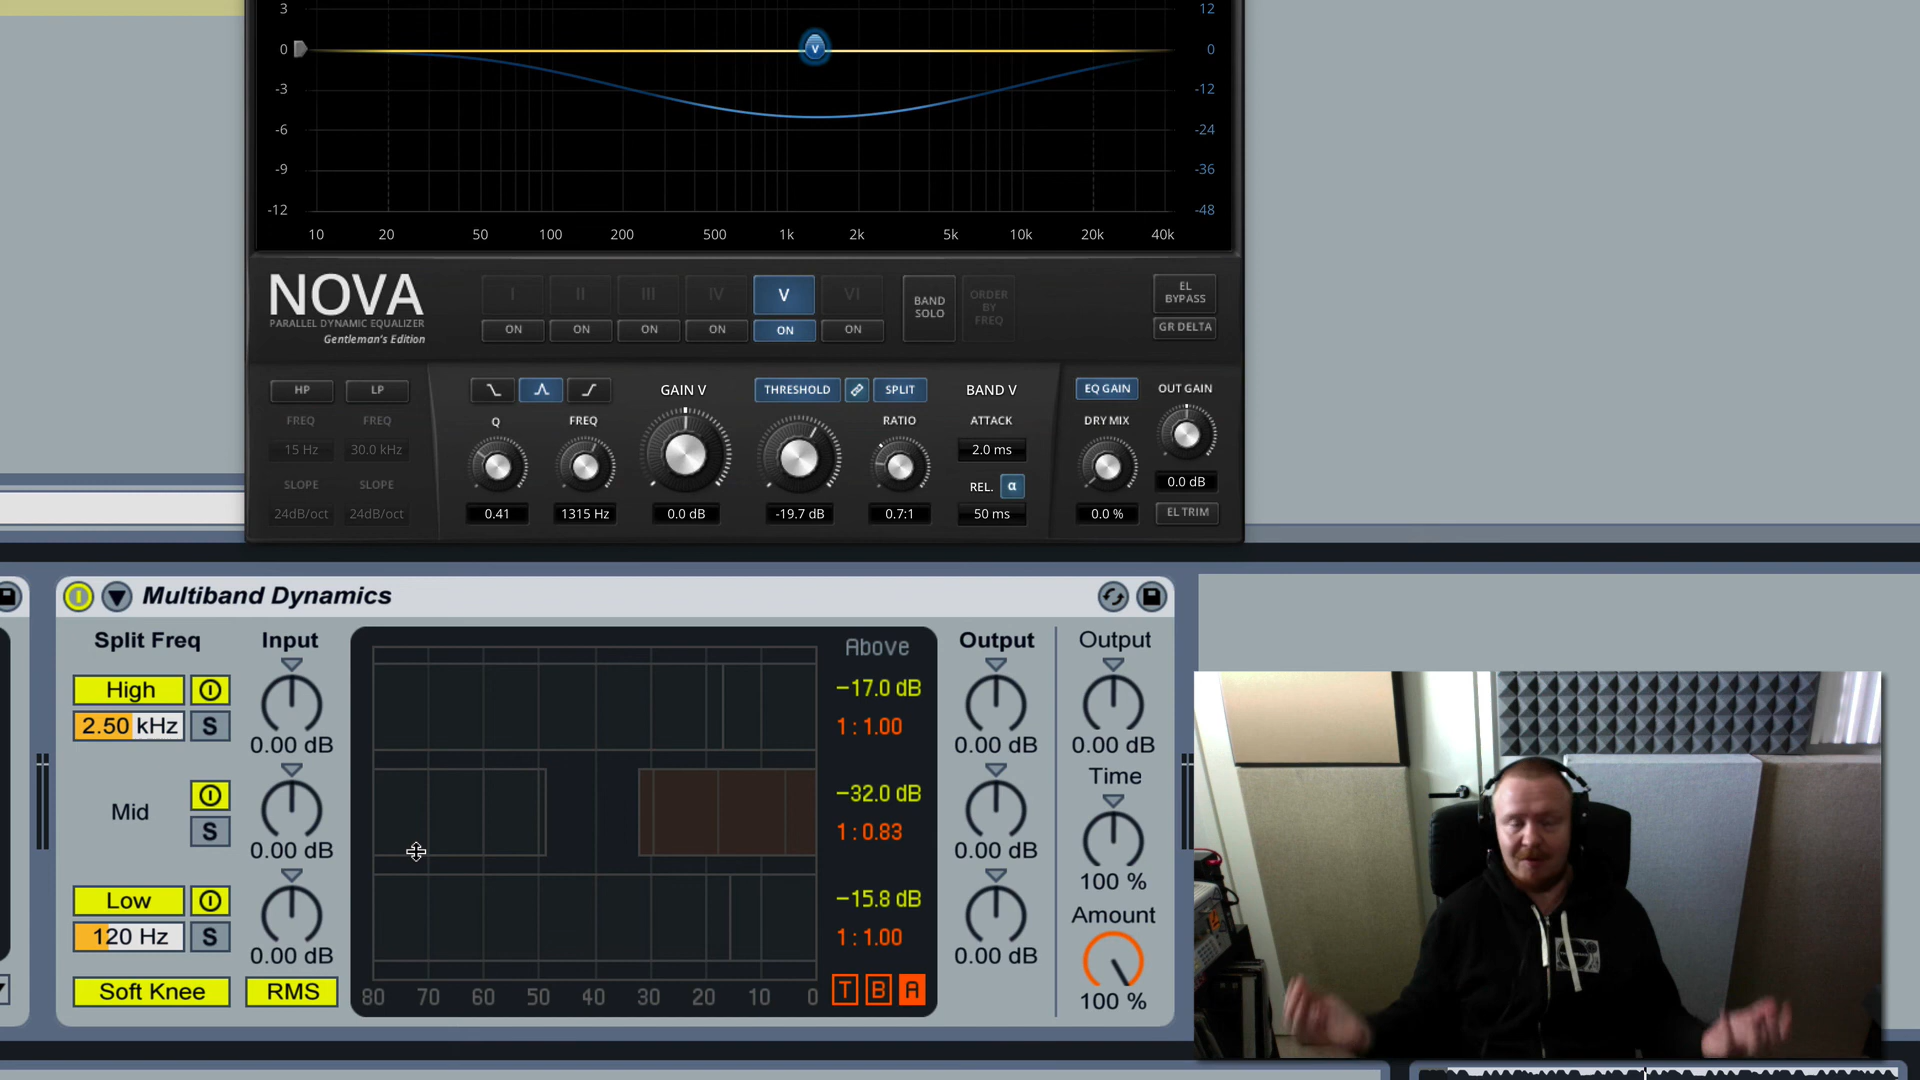 3 12
0 V 0
-3 -12
-6 -24
-9 -36
-12 -48
10 20 50 100 200 500 1k 2k 5k 10k 20k 40k
NOVA
PARALLEL DYNAMIC EQUALIZER
Gentleman's Edition
I II III IV V VI
ON ON ON ON ON ON
BAND
SOLO
ORDER
BY
FREQ
EL
BYPASS
GR DELTA
HP LP
FREQ FREQ
15 Hz 30.0 kHz
SLOPE SLOPE
24dB/oct 24dB/oct
GAIN V THRESHOLD SPLIT BAND V
Q FREQ RATIO ATTACK
2.0 ms
REL. α
0.41 1315 Hz 0.0 dB -19.7 dB 0.7:1 50 ms
EQ GAIN OUT GAIN
DRY MIX
0.0 dB
0.0 % EL TRIM
Multiband Dynamics
Split Freq Input Above Output Output
High -17.0 dB
2.50 kHz S 0.00 dB 1 : 1.00 0.00 dB 0.00 dB
Time
Mid S 0.00 dB -32.0 dB 1 : 0.83 0.00 dB 100 %
Low -15.8 dB Amount
120 Hz S 0.00 dB 1 : 1.00 0.00 dB 100 %
Soft Knee RMS 80 70 60 50 40 30 20 10 0 T B A